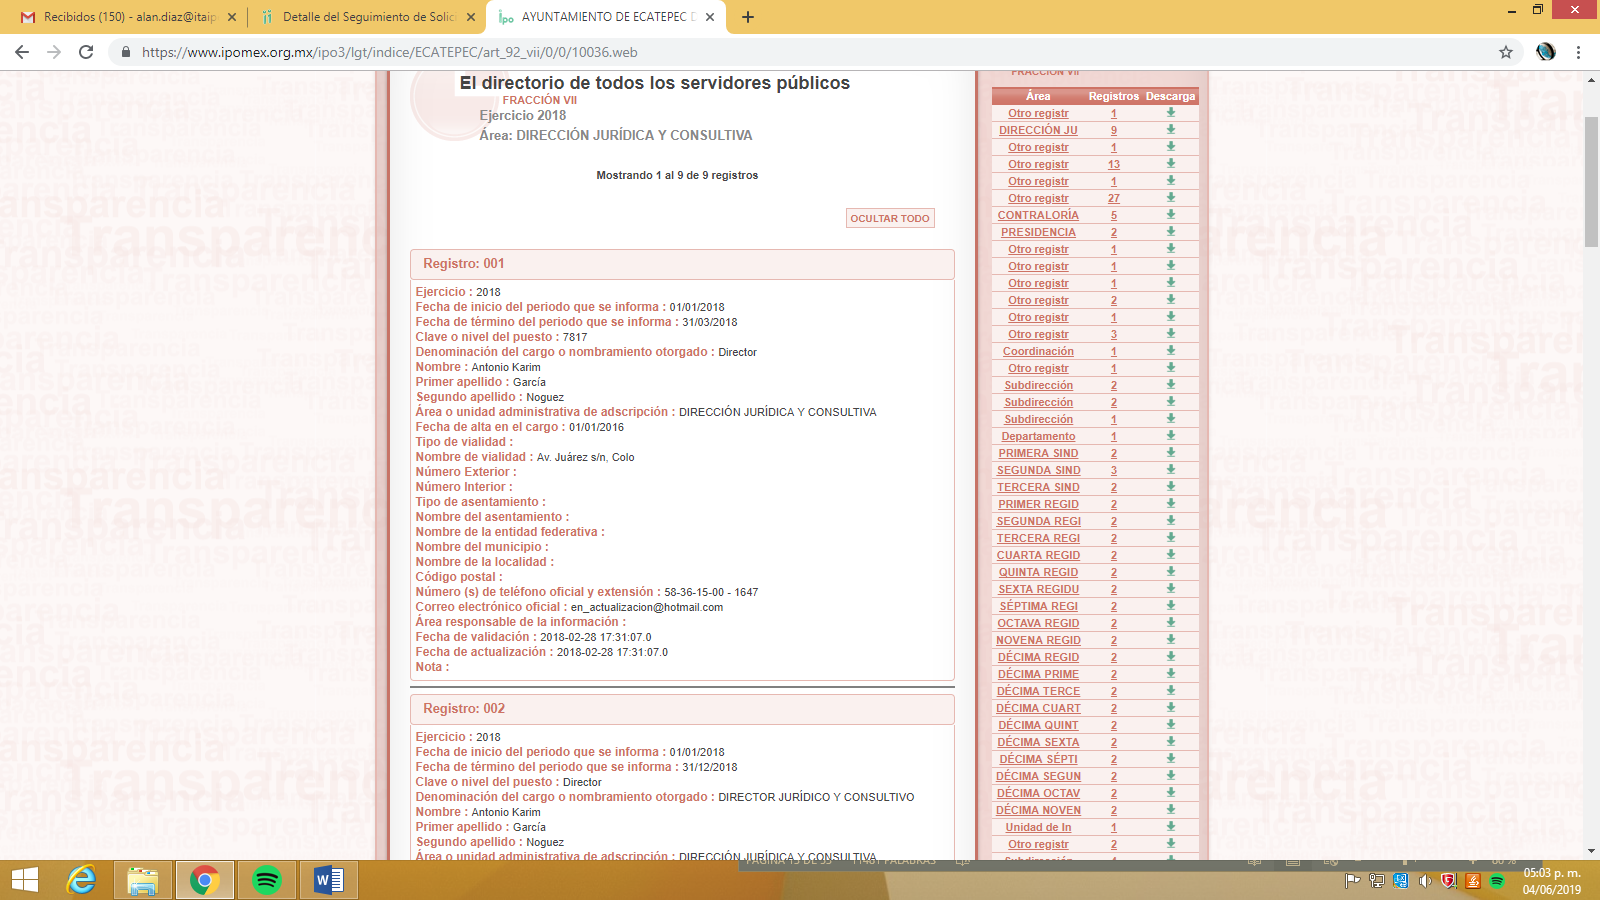 Recibidos (150) - alan.diaz@itaip
Detalle del Seguimiento de Solici
ipo AYUNTAMIENTO DE ECATEPEC D
https://www.ipomex.org.mx/ipo3/lgt/indice/ECATEPEC/art_92_vii/0/0/10036.web
El directorio de todos los servidores públicos
FRACCIÓN VII
Ejercicio 2018
Área: DIRECCIÓN JURÍDICA Y CONSULTIVA
Mostrando 1 al 9 de 9 registros
OCULTAR TODO
Registro: 001
Ejercicio : 2018
Fecha de inicio del periodo que se informa : 01/01/2018
Fecha de término del periodo que se informa : 31/03/2018
Clave o nivel del puesto : 7817
Denominación del cargo o nombramiento otorgado : Director
Nombre : Antonio Karim
Primer apellido : García
Segundo apellido : Noguez
Área o unidad administrativa de adscripción : DIRECCIÓN JURÍDICA Y CONSULTIVA
Fecha de alta en el cargo : 01/01/2016
Tipo de vialidad :
Nombre de vialidad : Av. Juárez s/n, Colo
Número Exterior :
Número Interior :
Tipo de asentamiento :
Nombre del asentamiento :
Nombre de la entidad federativa :
Nombre del municipio :
Nombre de la localidad :
Código postal :
Número (s) de teléfono oficial y extensión : 58-36-15-00 - 1647
Correo electrónico oficial : en_actualizacion@hotmail.com
Área responsable de la información :
Fecha de validación : 2018-02-28 17:31:07.0
Fecha de actualización : 2018-02-28 17:31:07.0
Nota :
Registro: 002
Ejercicio : 2018
Fecha de inicio del periodo que se informa : 01/01/2018
Fecha de término del periodo que se informa : 31/12/2018
Clave o nivel del puesto : Director
Denominación del cargo o nombramiento otorgado : DIRECTOR JURÍDICO Y CONSULTIVO
Nombre : Antonio Karim
Primer apellido : García
Segundo apellido : Noguez
Área o unidad administrativa de adscripción : DIRECCIÓN JURÍDICA Y CONSULTIVA
FRACCIÓN VII
Área Registros Descarga
Otro registr 1
DIRECCIÓN JU 9
Otro registr 1
Otro registr 13
Otro registr 1
Otro registr 27
CONTRALORÍA 5
PRESIDENCIA 2
Otro registr 1
Otro registr 1
Otro registr 1
Otro registr 2
Otro registr 1
Otro registr 3
Coordinación 1
Otro registr 1
Subdirección 2
Subdirección 2
Subdirección 1
Departamento 1
PRIMERA SIND 2
SEGUNDA SIND 3
TERCERA SIND 2
PRIMER REGID 2
SEGUNDA REGI 2
TERCERA REGI 2
CUARTA REGID 2
QUINTA REGID 2
SEXTA REGIDU 2
SÉPTIMA REGI 2
OCTAVA REGID 2
NOVENA REGID 2
DÉCIMA REGID 2
DÉCIMA PRIME 2
DÉCIMA TERCE 2
DÉCIMA CUART 2
DÉCIMA QUINT 2
DÉCIMA SEXTA 2
DÉCIMA SÉPTI 2
DÉCIMA SEGUN 2
DÉCIMA OCTAV 2
DÉCIMA NOVEN 2
Unidad de In 1
Otro registr 2
05:03 p. m.
04/06/2019